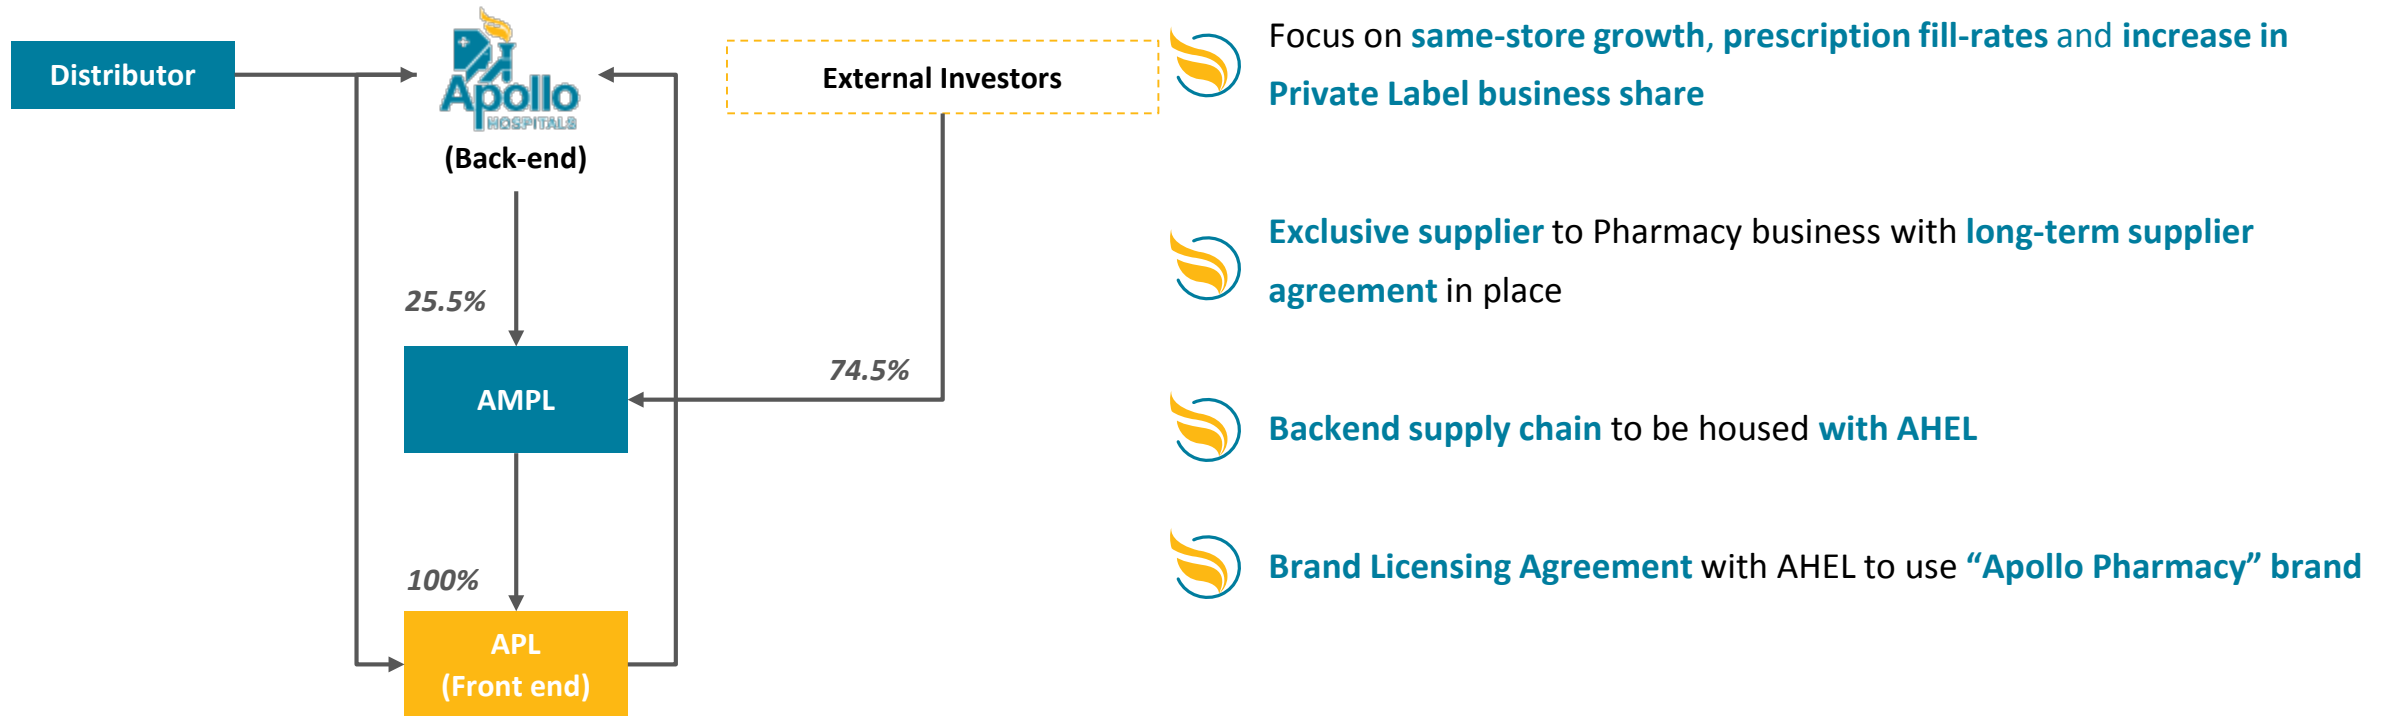 Distributor
Apollo
HOSPITALS
(Back-end)
External Investors
25.5%
74.5%
AMPL
100%
APL
(Front end)
Focus on same-store growth, prescription fill-rates and increase in
Private Label business share
Exclusive supplier to Pharmacy business with long-term supplier
agreement in place
Backend supply chain to be housed with AHEL
Brand Licensing Agreement with AHEL to use “Apollo Pharmacy” brand